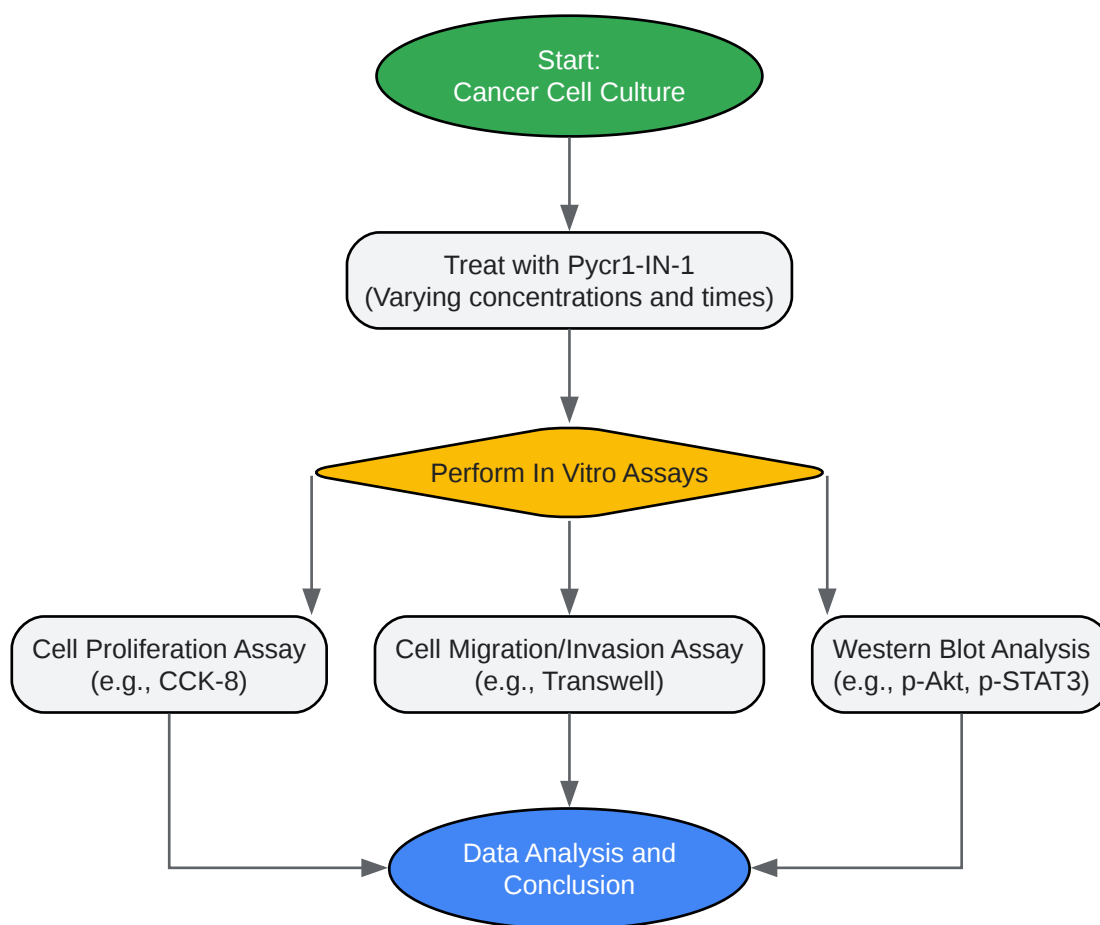 Start:
Cancer Cell Culture
Treat with Pycr1-IN-1
(Varying concentrations and times)
Perform In Vitro Assays
Cell Proliferation Assay
(e.g., CCK-8)
Cell Migration/Invasion Assay
(e.g., Transwell)
Western Blot Analysis
(e.g., p-Akt, p-STAT3)
Data Analysis and
Conclusion